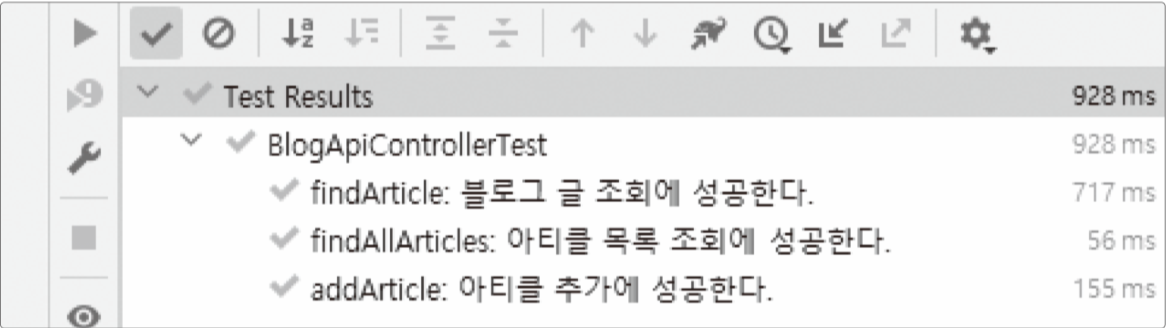 Test Results 928 ms
BlogApiControllerTest 928 ms
findArticle: 블로그 글 조회에 성공한다. 717 ms
findAllArticles: 아티클 목록 조회에 성공한다. 56 ms
addArticle: 아티클 추가에 성공한다. 155 ms